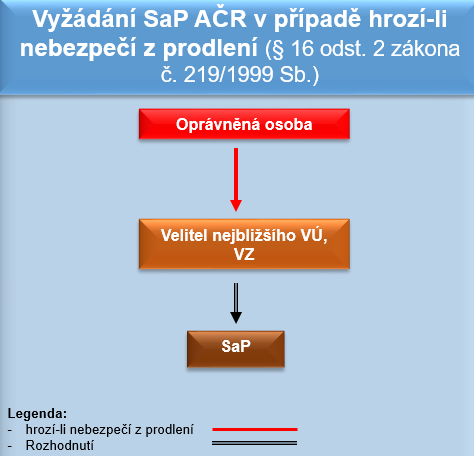 Vyžádání SaP AČR v případě hrozí-li
nebezpečí z prodlení (§ 16 odst. 2 zákona
č. 219/1999 Sb.)
Oprávněná osoba
Velitel nejbližšího VÚ,
VZ
SaP
Legenda:
- hrozí-li nebezpečí z prodlení
- Rozhodnutí